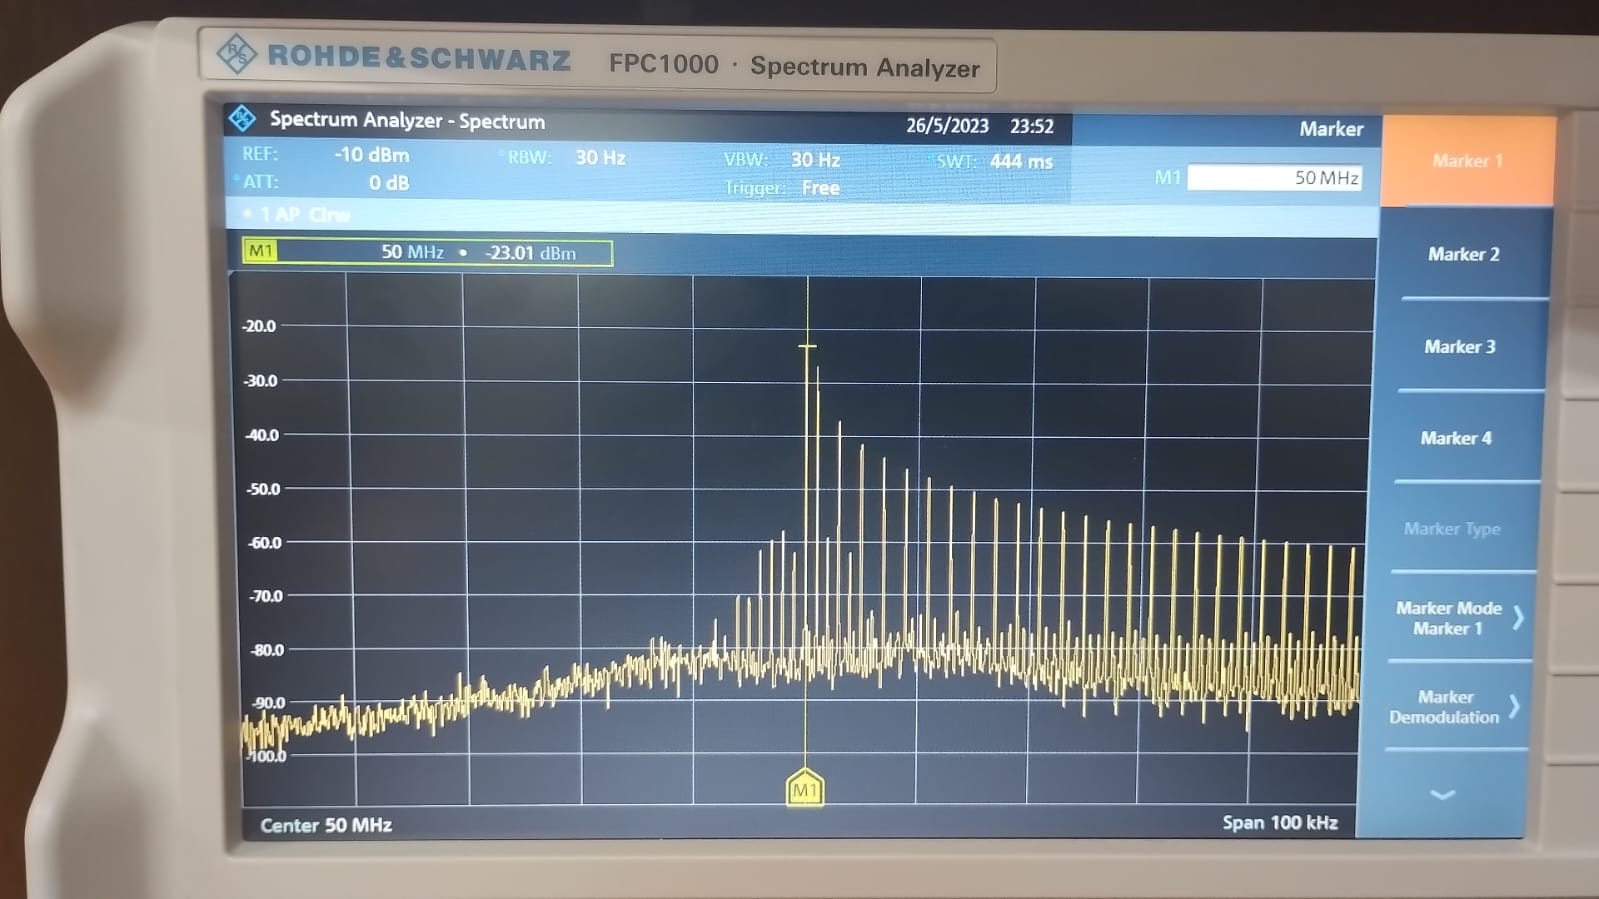 R&S ROHDE&SCHWARZ FPC1000 · Spectrum Analyzer
Spectrum Analyzer - Spectrum 26/5/2023 23:52 Marker
REF: -10 dBm RBW: 30 Hz VBW: 30 Hz SWT: 444 ms
ATT: 0 dB Trigger: Free
M1 50 MHz
1 AP Clrw
M1 50 MHz • -23.01 dBm
-20.0
-30.0
-40.0
-50.0
-60.0
-70.0
-80.0
-90.0
-100.0
M1
Center 50 MHz Span 100 kHz
Marker 1
Marker 2
Marker 3
Marker 4
Marker Type
Marker Mode
Marker 1
Marker
Demodulation